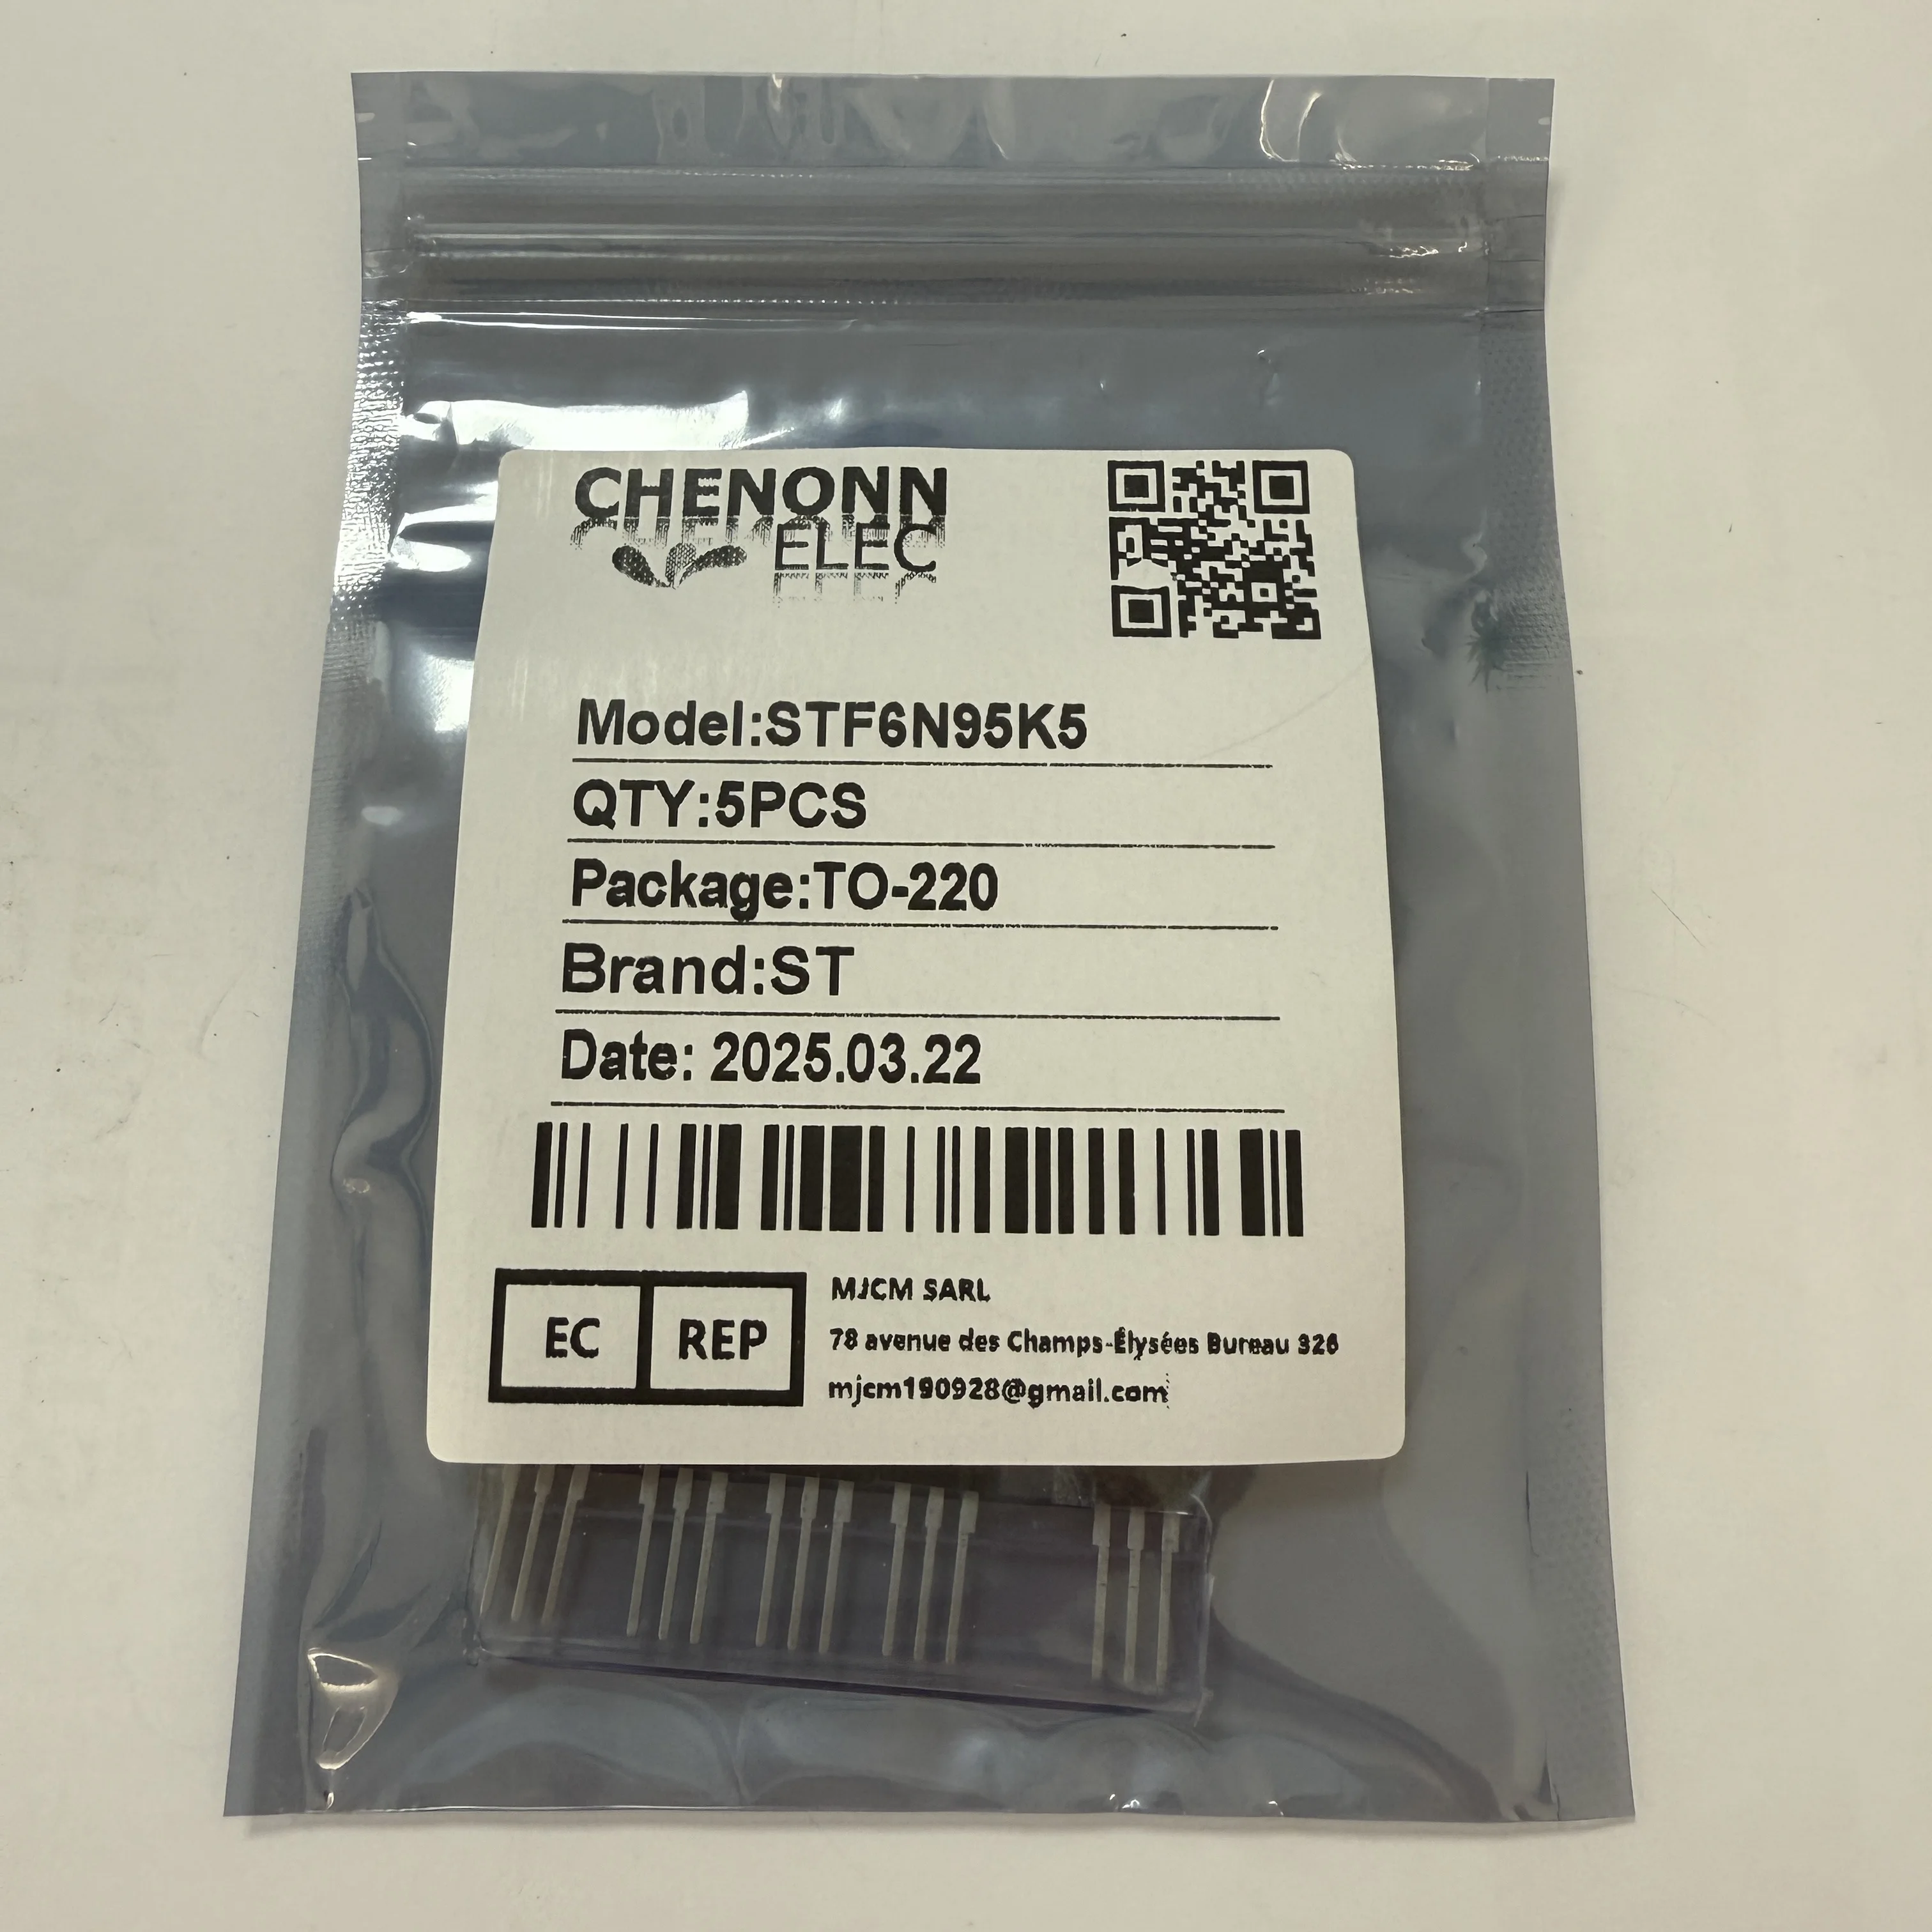 CHENONN
ELEC
Model:STF6N95K5
QTY:5PCS
Package:TO-220
Brand:ST
Date: 2025.03.22
EC REP
MJCM SARL
78 avenue des Champs-Élysées Bureau 326
mjcm190928@gmail.com